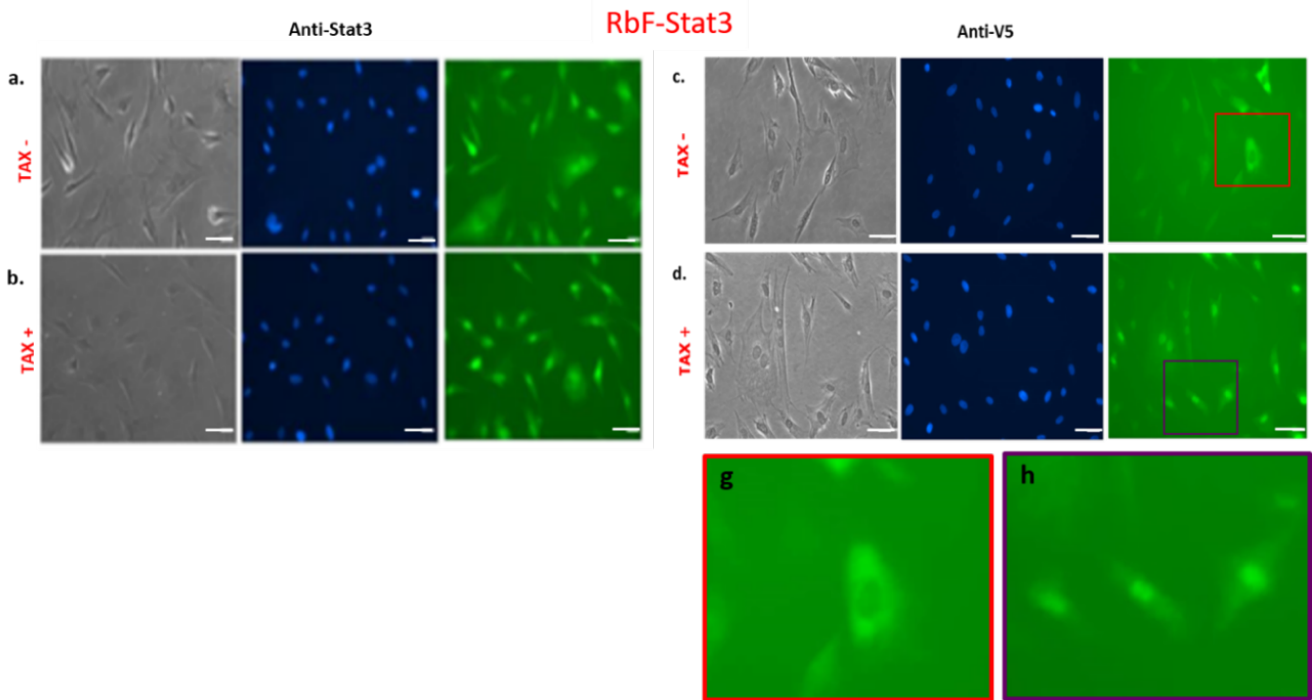 RbF-Stat3
Anti-Stat3
Anti-V5
a.
TAX -
b.
TAX +
c.
TAX -
d.
TAX +
g
h